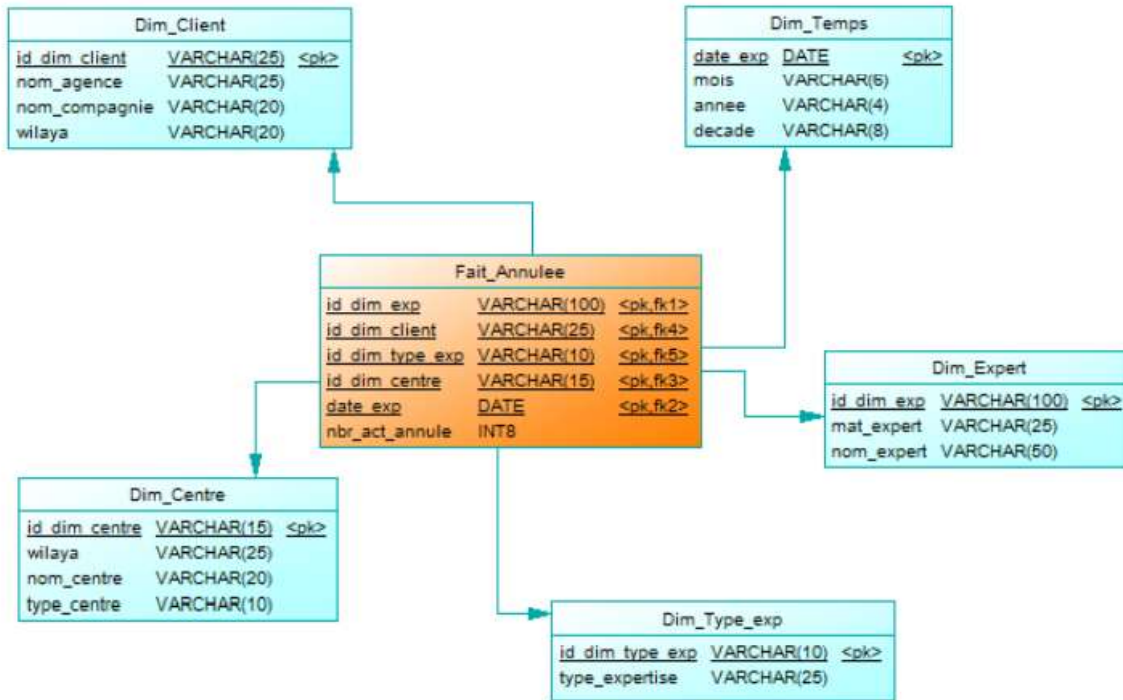 Dim_Client
id_dim_client VARCHAR(25) <pk>
nom_agence VARCHAR(25)
nom_compagnie VARCHAR(20)
wilaya VARCHAR(20)
Dim_Temps
date_exp DATE <pk>
mois VARCHAR(6)
annee VARCHAR(4)
decade VARCHAR(8)
Fait_Annulee
id_dim_exp VARCHAR(100) <pk,fk1>
id_dim_client VARCHAR(25) <pk,fk4>
id_dim_type_exp VARCHAR(10) <pk,fk5>
id_dim_centre VARCHAR(15) <pk,fk3>
date_exp DATE <pk,fk2>
nbr_act_annule INT8
Dim_Expert
id_dim_exp VARCHAR(100) <pk>
mat_expert VARCHAR(25)
nom_expert VARCHAR(50)
Dim_Centre
id_dim_centre VARCHAR(15) <pk>
wilaya VARCHAR(25)
nom_centre VARCHAR(20)
type_centre VARCHAR(10)
Dim_Type_exp
id_dim_type_exp VARCHAR(10) <pk>
type_expertise VARCHAR(25)